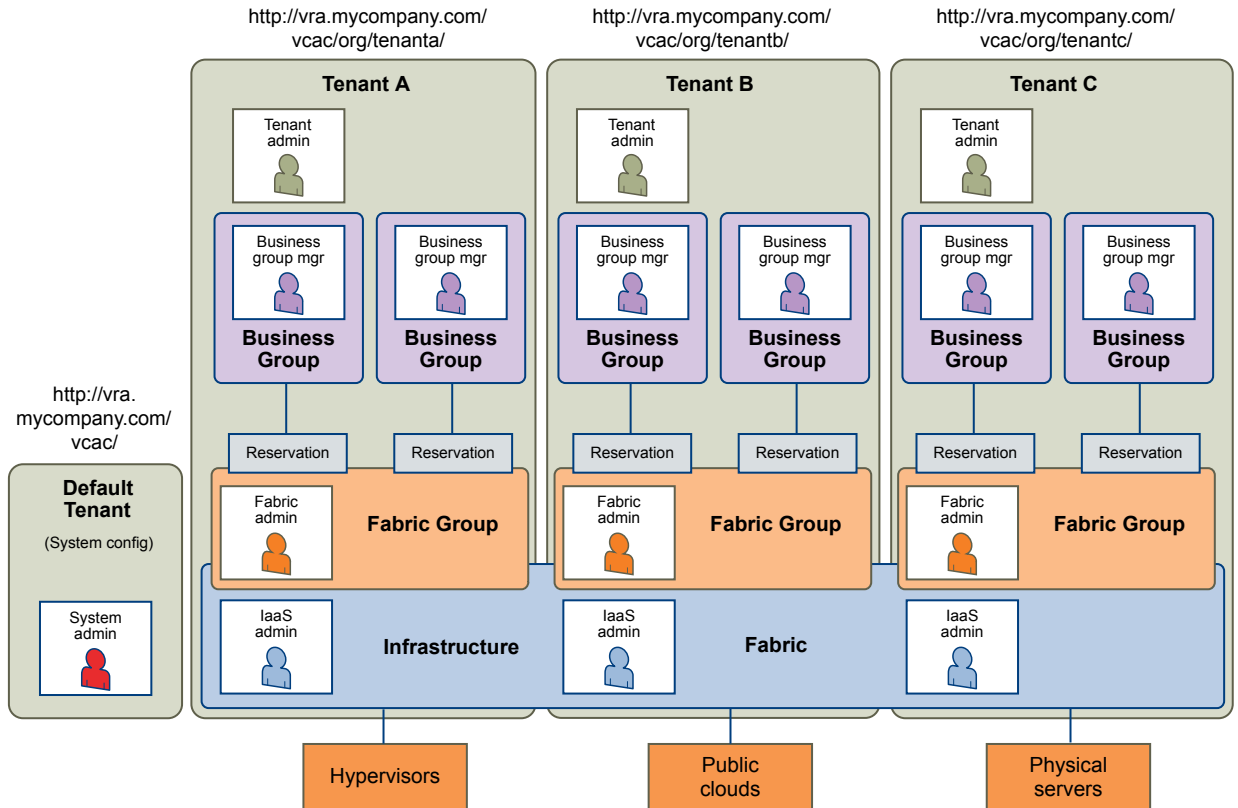 http://vra.mycompany.com/
vcac/org/tenanta/
http://vra.mycompany.com/
vcac/org/tenantb/
http://vra.mycompany.com/
vcac/org/tenantc/
Tenant A
Tenant B
Tenant C
Tenant
admin
Tenant
admin
Tenant
admin
Business
group mgr
Business
group mgr
Business
group mgr
Business
group mgr
Business
group mgr
Business
group mgr
Business
Group
Business
Group
Business
Group
Business
Group
Business
Group
Business
Group
http://vra.
mycompany.com/
vcac/
Reservation
Reservation
Reservation
Reservation
Reservation
Reservation
Default
Tenant
(System config)
System
admin
Fabric
admin
Fabric Group
Fabric
admin
Fabric Group
Fabric
admin
Fabric Group
IaaS
admin
Infrastructure
IaaS
admin
Fabric
IaaS
admin
Hypervisors
Public
clouds
Physical
servers